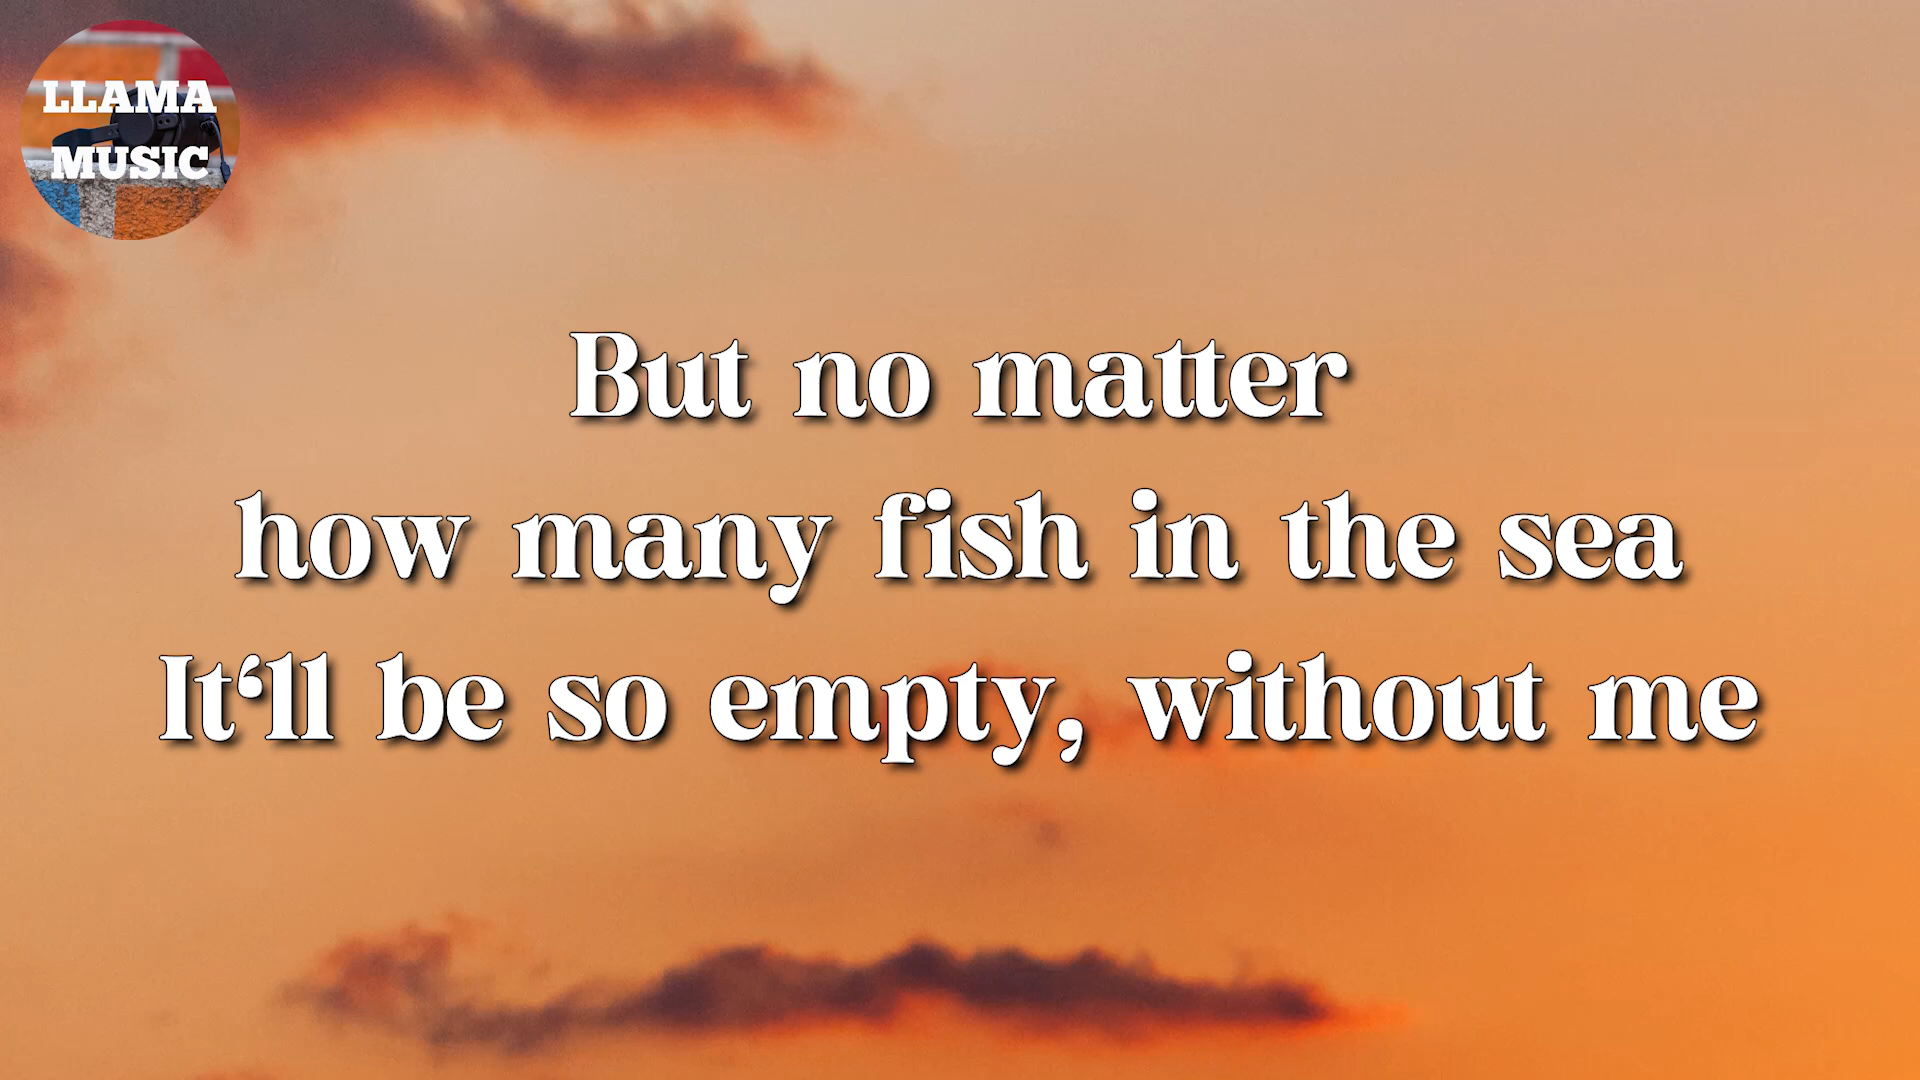 LLAMA
MUSIC
But no matter
how many fish in the sea
It‘ll be so empty, without me